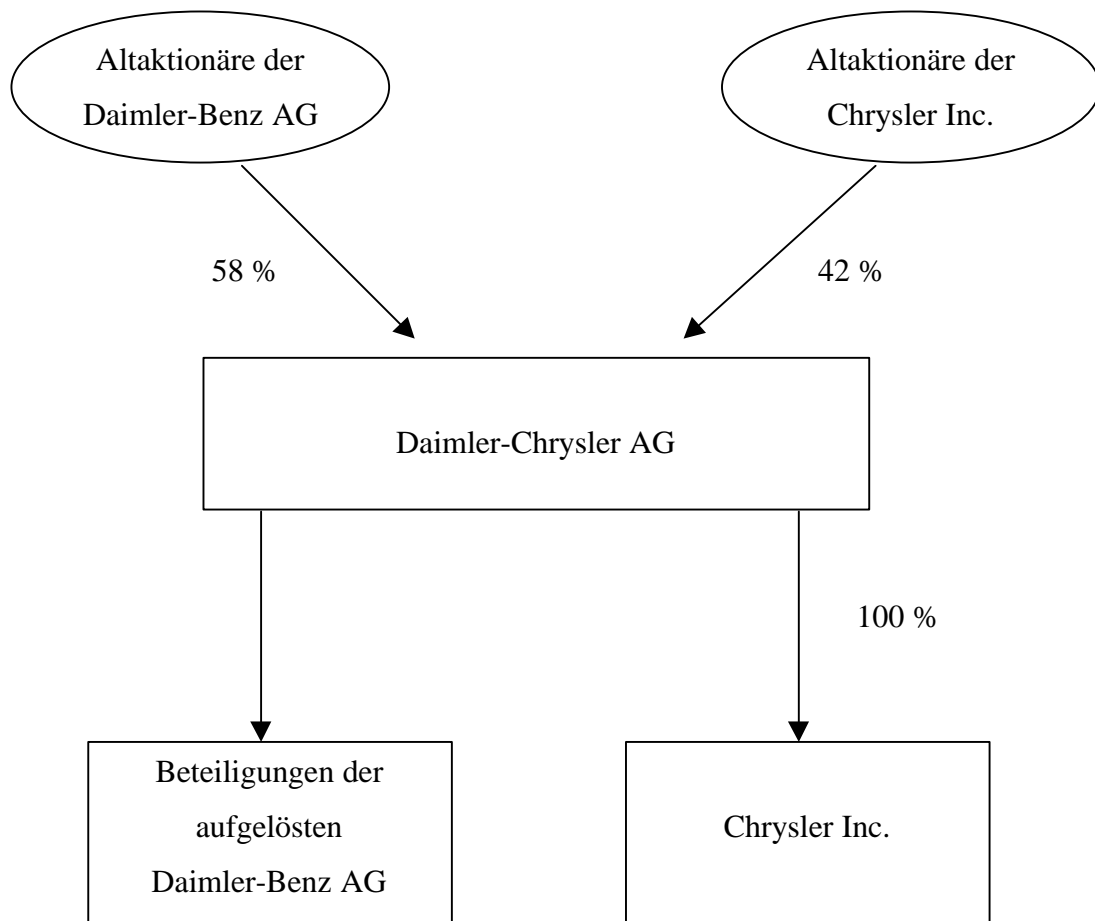 Altaktionäre der
Daimler-Benz AG
Altaktionäre der
Chrysler Inc.
58 %
42 %
Daimler-Chrysler AG
100 %
Beteiligungen der
aufgelösten
Daimler-Benz AG
Chrysler Inc.